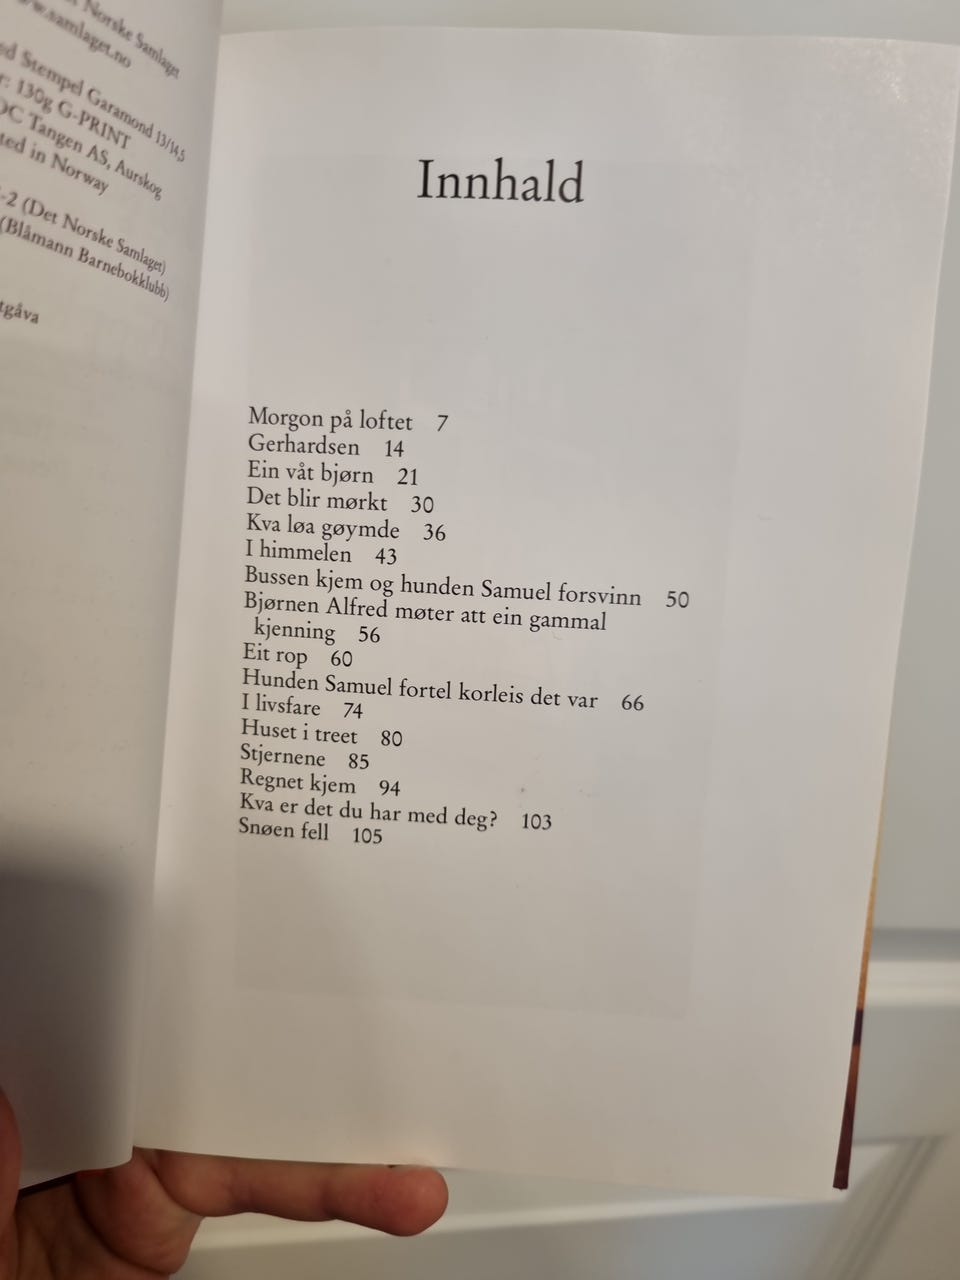 Norske Samlaget
www.samlaget.no
Stempel Garamond 13/14,5
130g G-PRINT
Tangen AS, Aurskog
in Norway
-2 (Det Norske Samlaget)
(Blåmann Barnebokklubb)
Innhald
Morgon på loftet 7
Gerhardsen 14
Ein våt bjørn 21
Det blir mørkt 30
Kva løa gøymde 36
I himmelen 43
Bussen kjem og hunden Samuel forsvinn 50
Bjørnen Alfred møter att ein gammal
kjenning 56
Eit rop 60
Hunden Samuel fortel korleis det var 66
I livsfare 74
Huset i treet 80
Stjernene 85
Regnet kjem 94
Kva er det du har med deg? 103
Snøen fell 105